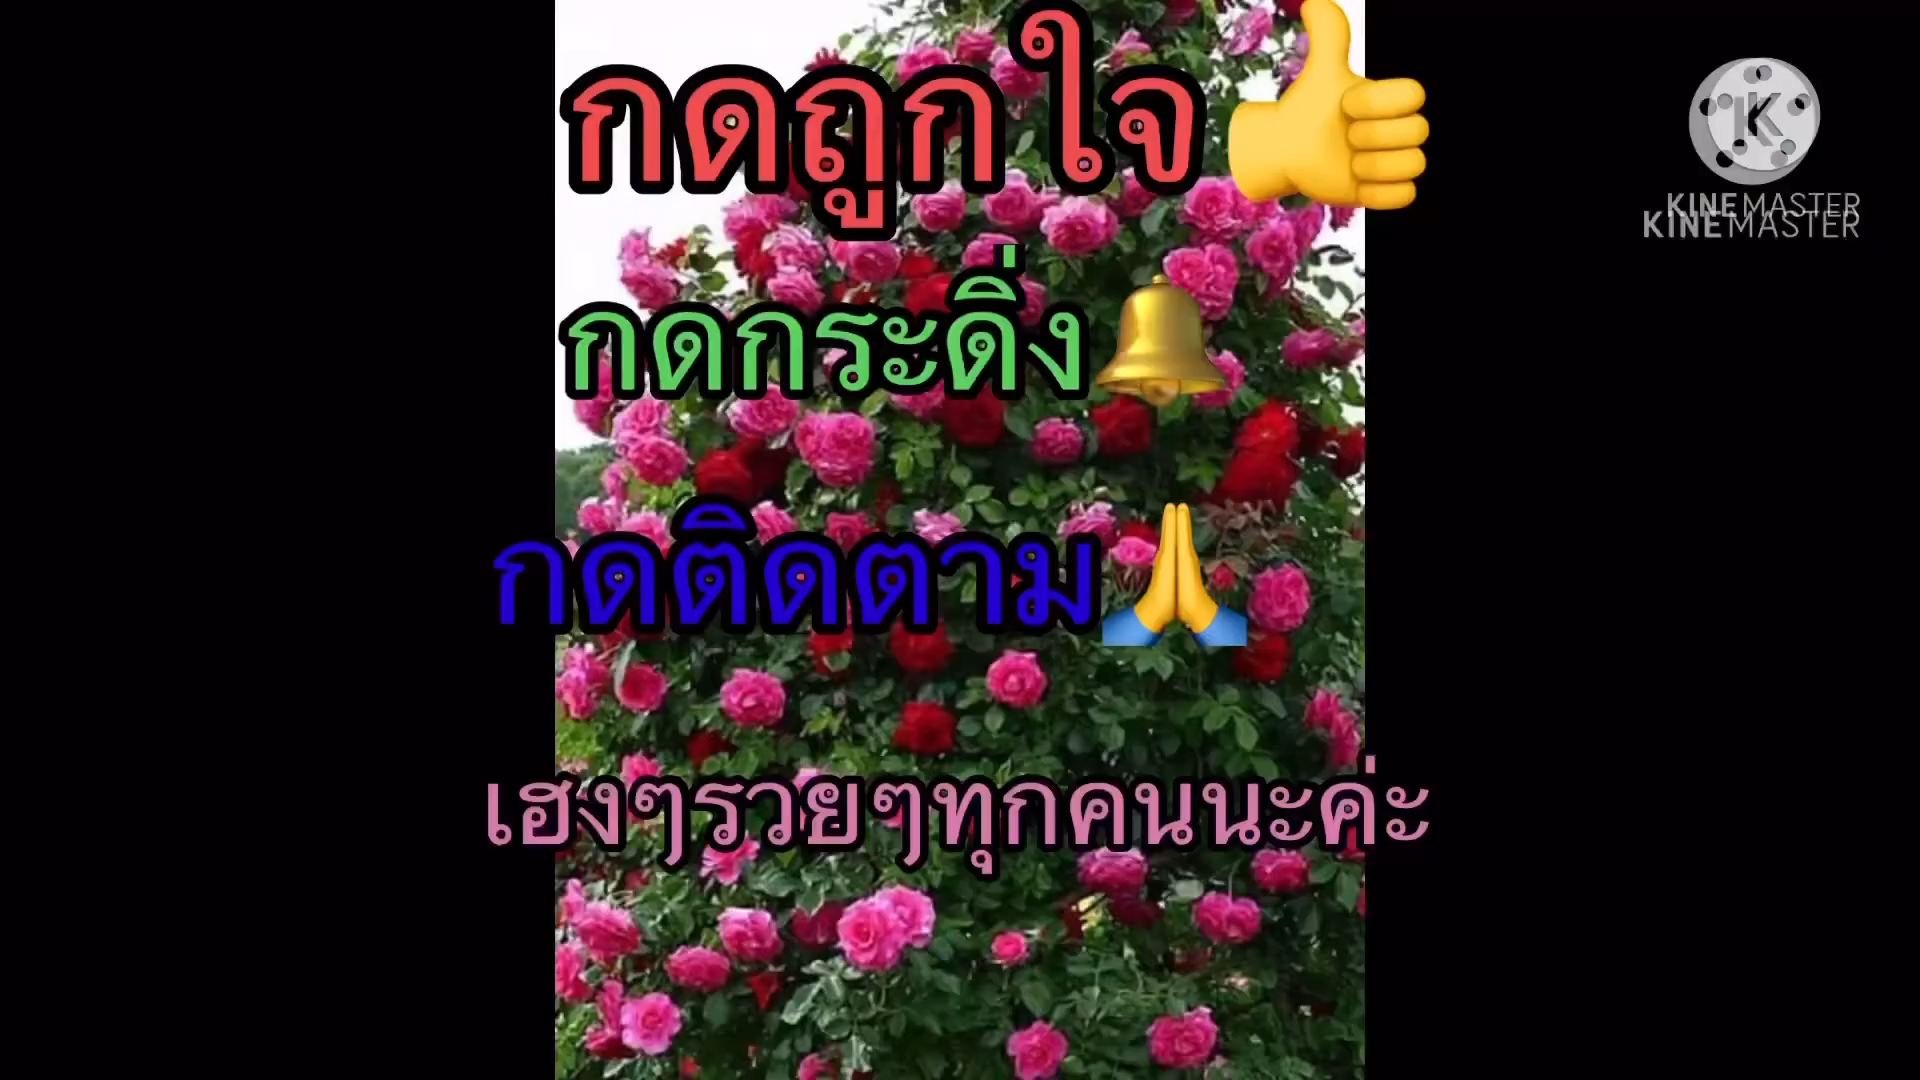 กดถูกใจ👍
กดกระดิ่ง🔔
กดติดตาม🙏
เฮงๆรวยๆทุกคนนะค่ะ
K
KINEMASTER
KINEMASTER